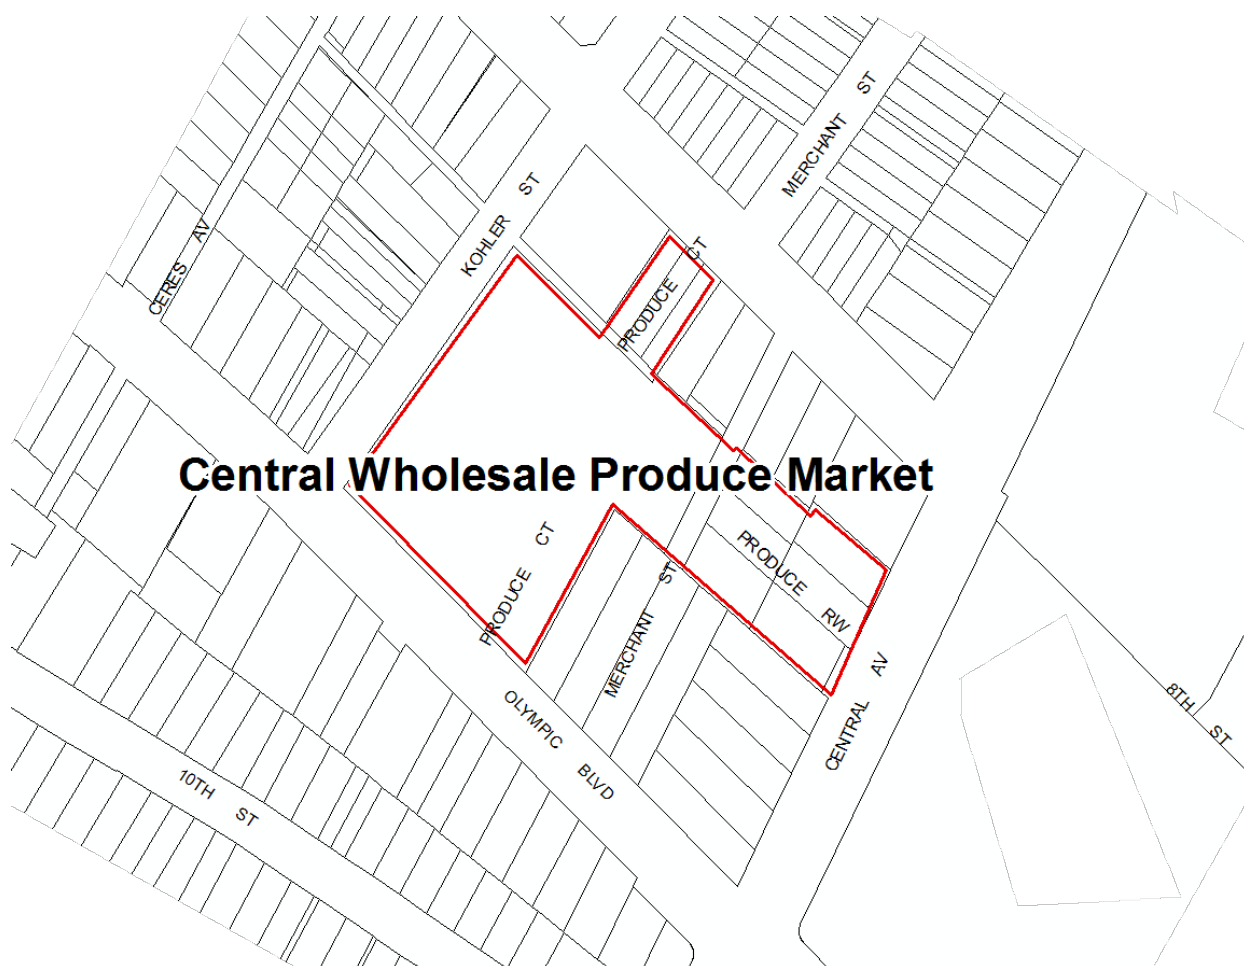 MERCHANT ST
KOHLER ST
CERES AV
PRODUCE CT
Central Wholesale Produce Market
PRODUCE CT
PRODUCE RW
MERCHANT ST
CENTRAL AV
8TH ST
OLYMPIC BLVD
10TH ST